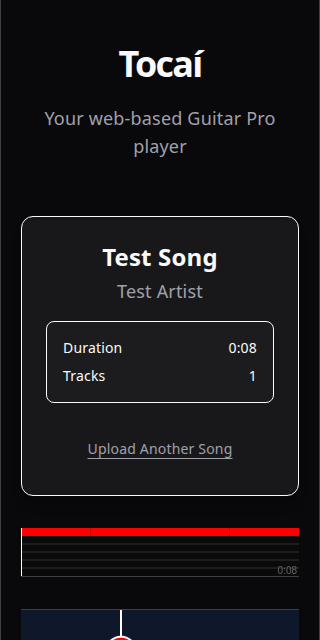 Tocaí
Your web-based Guitar Pro
player
Test Song
Test Artist
Duration 0:08
Tracks 1
Upload Another Song
0:08